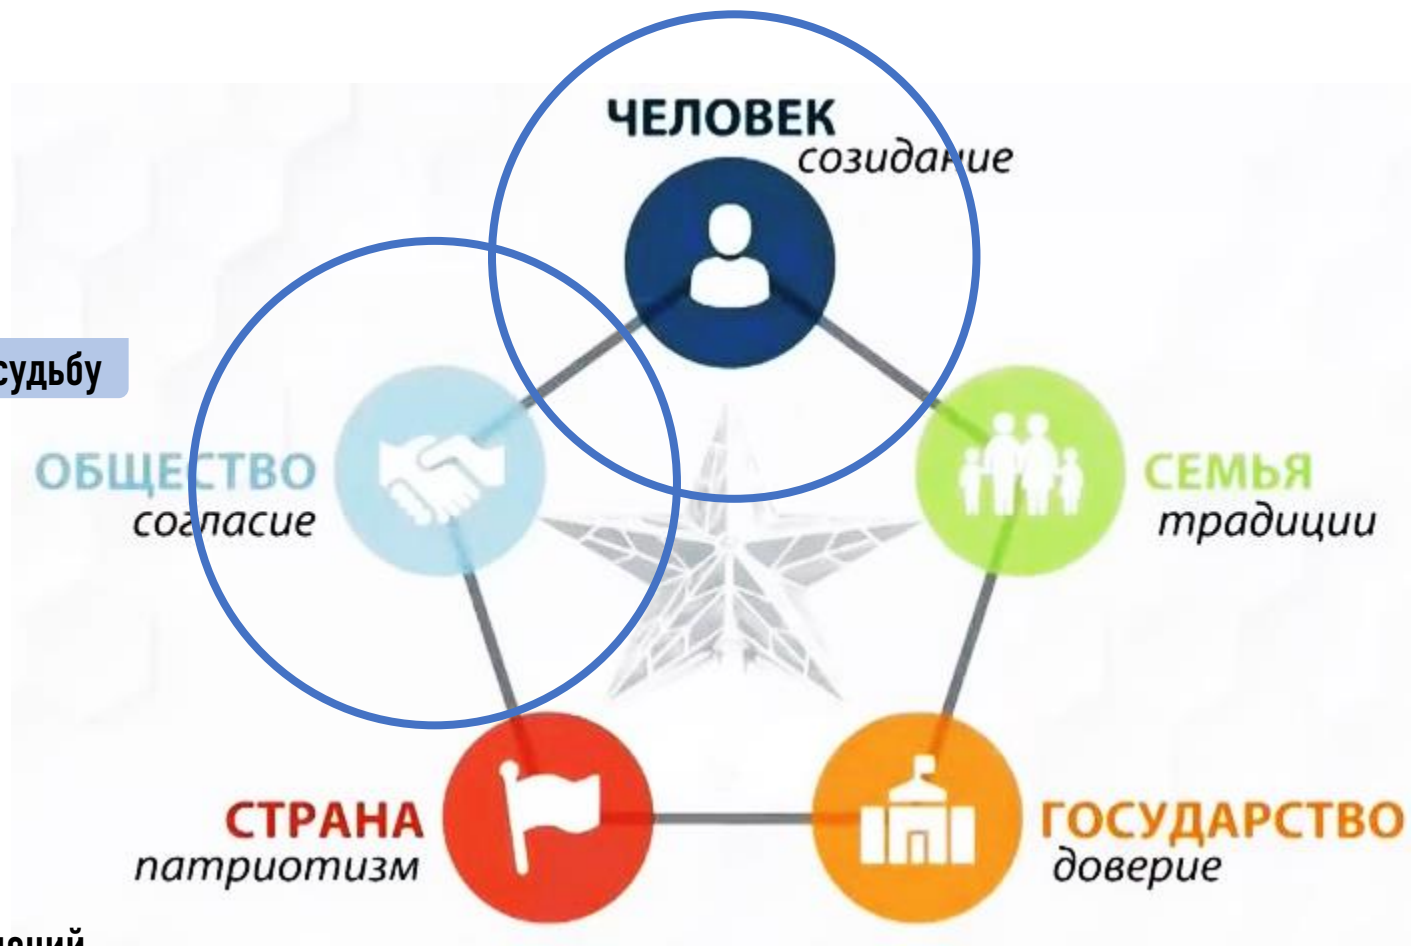 ЧЕЛОВЕК
созидание
судьбу
ОБЩЕСТВО
согласие
СЕМЬЯ
традиции
СТРАНА
патриотизм
ГОСУДАРСТВО
доверие